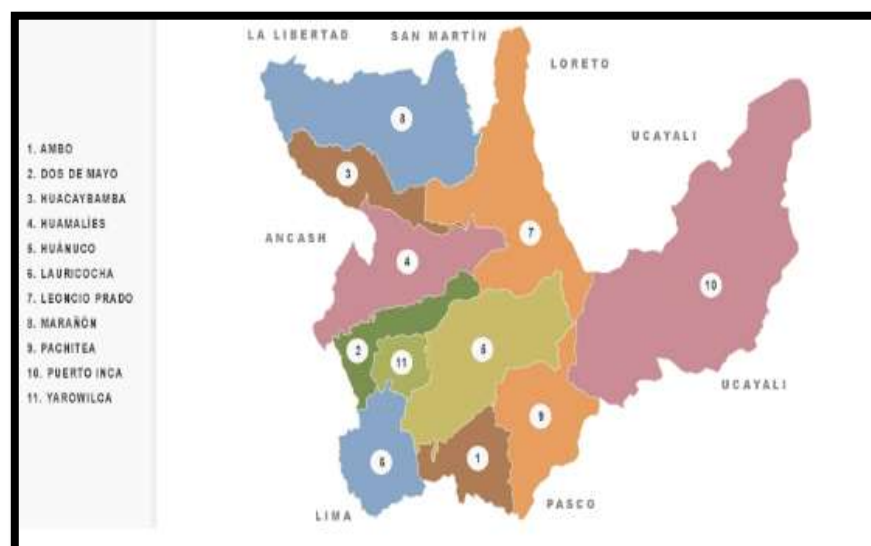 LA LIBERTAD SAN MARTÍN
LORETO
UCAYALI
1. AMBO
2. DOS DE MAYO
3. HUACAYBAMBA
4. HUAMALÍES
5. HUÁNUCO
6. LAURICOCHA
7. LEONCIO PRADO
8. MARAÑÓN
9. PACHITEA
10. PUERTO INCA
11. YAROWILCA
ANCASH
UCAYALI
LIMA
PASCO
8
3
7
4
10
2
11
5
9
6
1